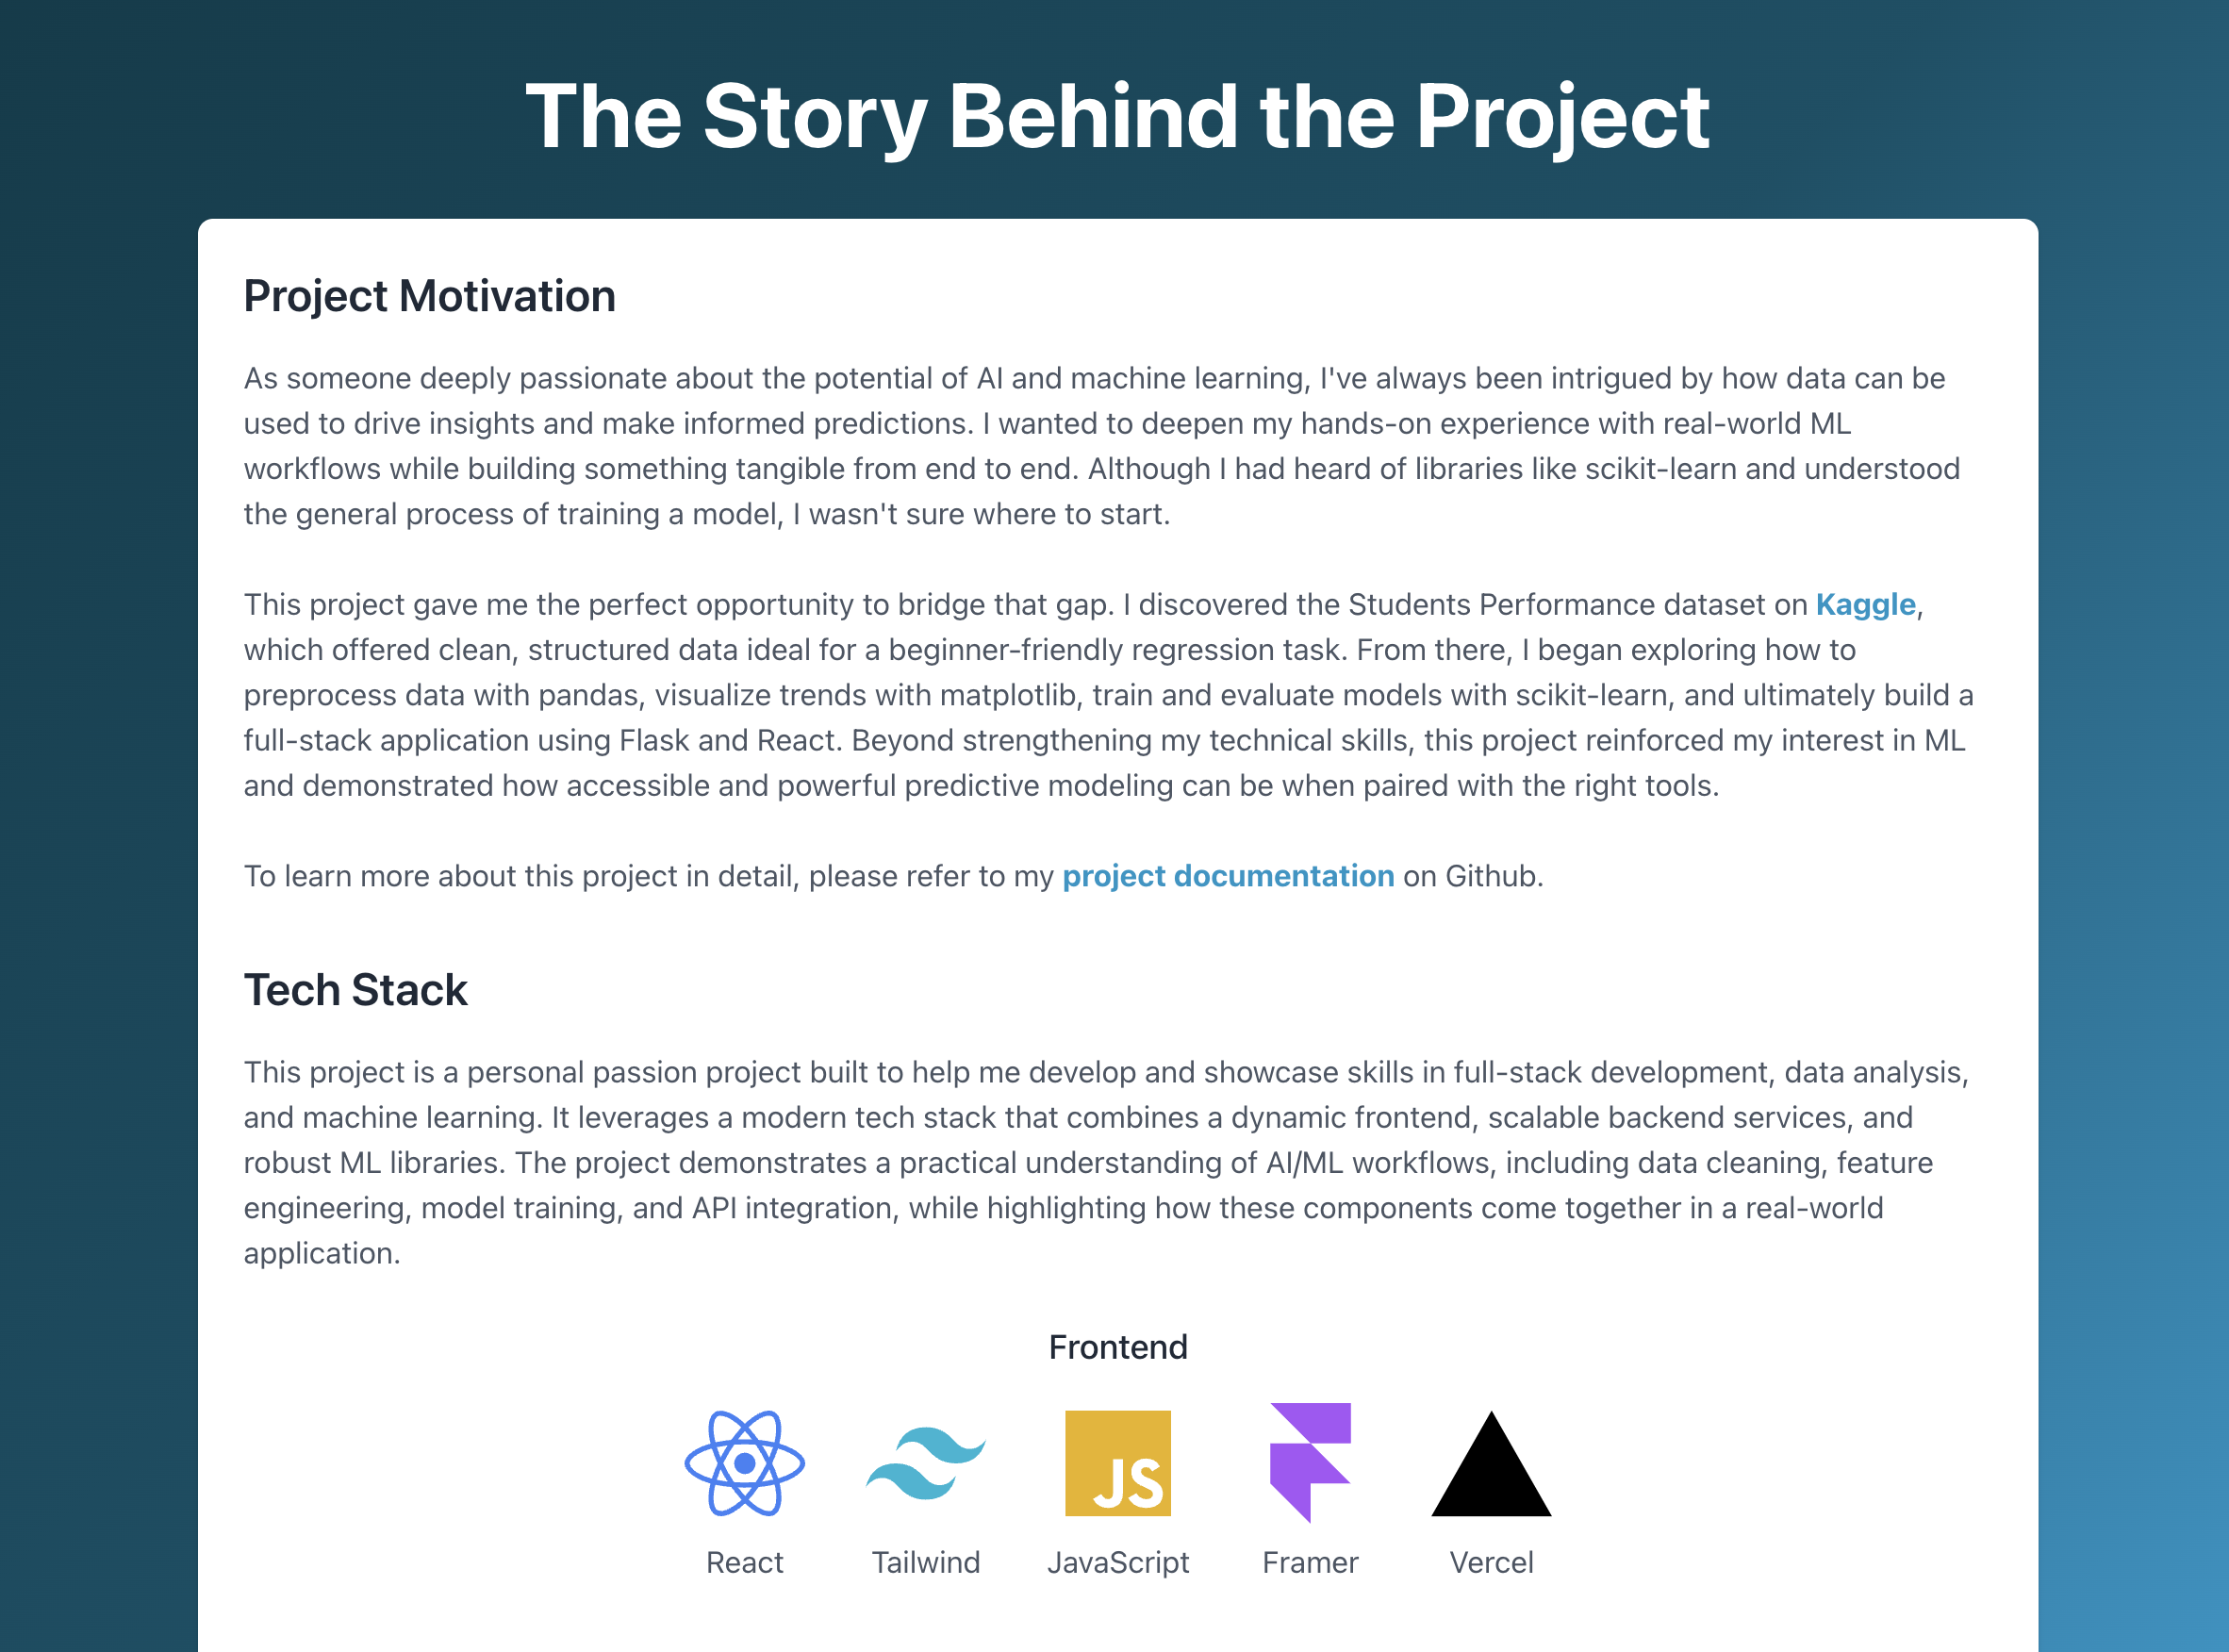 The Story Behind the Project
Project Motivation
As someone deeply passionate about the potential of AI and machine learning, I've always been intrigued by how data can be
used to drive insights and make informed predictions. I wanted to deepen my hands-on experience with real-world ML
workflows while building something tangible from end to end. Although I had heard of libraries like scikit-learn and understood
the general process of training a model, I wasn't sure where to start.
This project gave me the perfect opportunity to bridge that gap. I discovered the Students Performance dataset on Kaggle,
which offered clean, structured data ideal for a beginner-friendly regression task. From there, I began exploring how to
preprocess data with pandas, visualize trends with matplotlib, train and evaluate models with scikit-learn, and ultimately build a
full-stack application using Flask and React. Beyond strengthening my technical skills, this project reinforced my interest in ML
and demonstrated how accessible and powerful predictive modeling can be when paired with the right tools.
To learn more about this project in detail, please refer to my project documentation on Github.
Tech Stack
This project is a personal passion project built to help me develop and showcase skills in full-stack development, data analysis,
and machine learning. It leverages a modern tech stack that combines a dynamic frontend, scalable backend services, and
robust ML libraries. The project demonstrates a practical understanding of AI/ML workflows, including data cleaning, feature
engineering, model training, and API integration, while highlighting how these components come together in a real-world
application.
Frontend
JS
React Tailwind JavaScript Framer Vercel